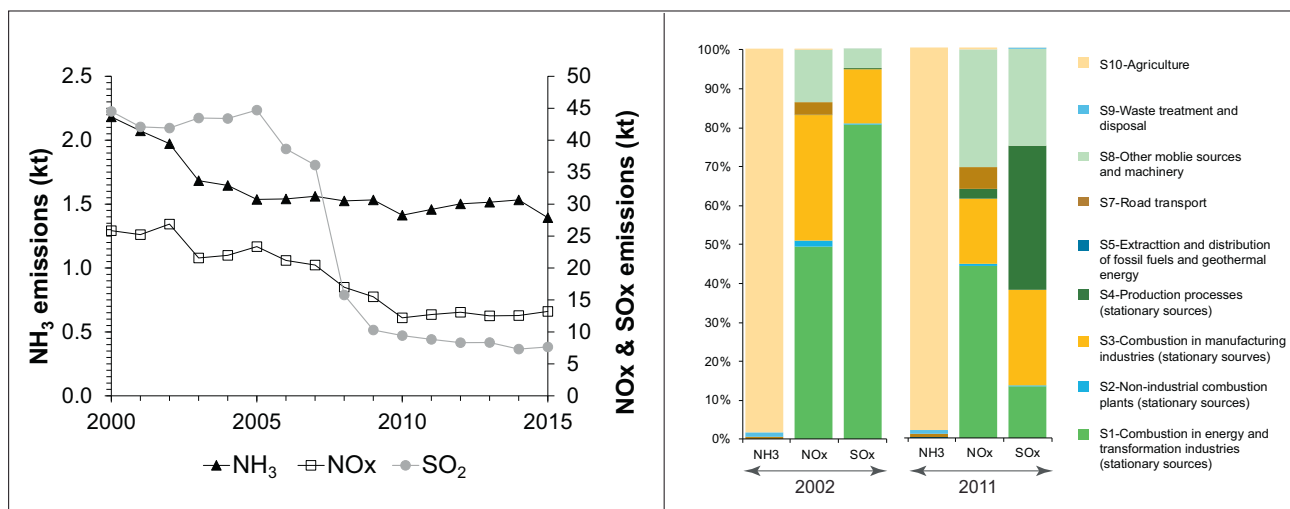 NH3 emissions (kt)
2.5
2.0
1.5
1.0
0.5
0.0
50
45
40
35
30
25
20
15
10
5
0
NOx & SOx emissions (kt)
2000
2005
2010
2015
NH3
NOx
SO2
100%
90%
80%
70%
60%
50%
40%
30%
20%
10%
0%
NH3
NOx
SOx
NH3
NOx
SOx
2002
2011
S10-Agriculture
S9-Waste treatment and
disposal
S8-Other moblie sources
and machinery
S7-Road transport
S5-Extracttion and distribution
of fossil fuels and geothermal
energy
S4-Production processes
(stationary sources)
S3-Combustion in manufacturing
industries (stationary sourves)
S2-Non-industrial combustion
plants (stationary sources)
S1-Combustion in energy and
transformation industries
(stationary sources)